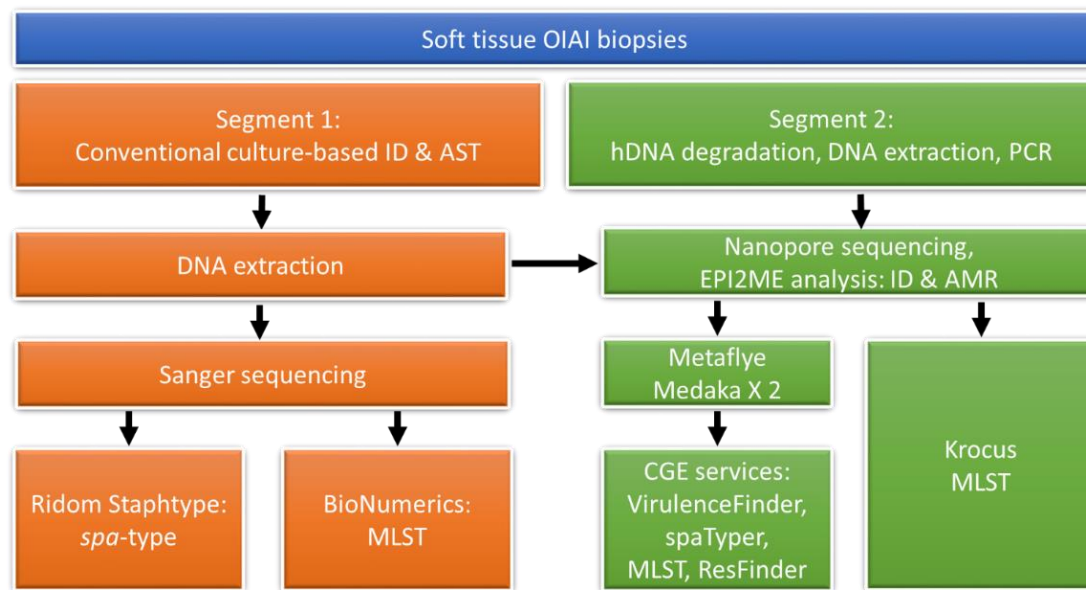 Soft tissue OIAI biopsies
Segment 1:
Conventional culture-based ID & AST
Segment 2:
hDNA degradation, DNA extraction, PCR
DNA extraction
Nanopore sequencing,
EPI2ME analysis: ID & AMR
Sanger sequencing
Metaflye
Medaka X 2
Krocus
MLST
Ridom Staphtype:
spa-type
BioNumerics:
MLST
CGE services:
VirulenceFinder,
spaTyper,
MLST, ResFinder